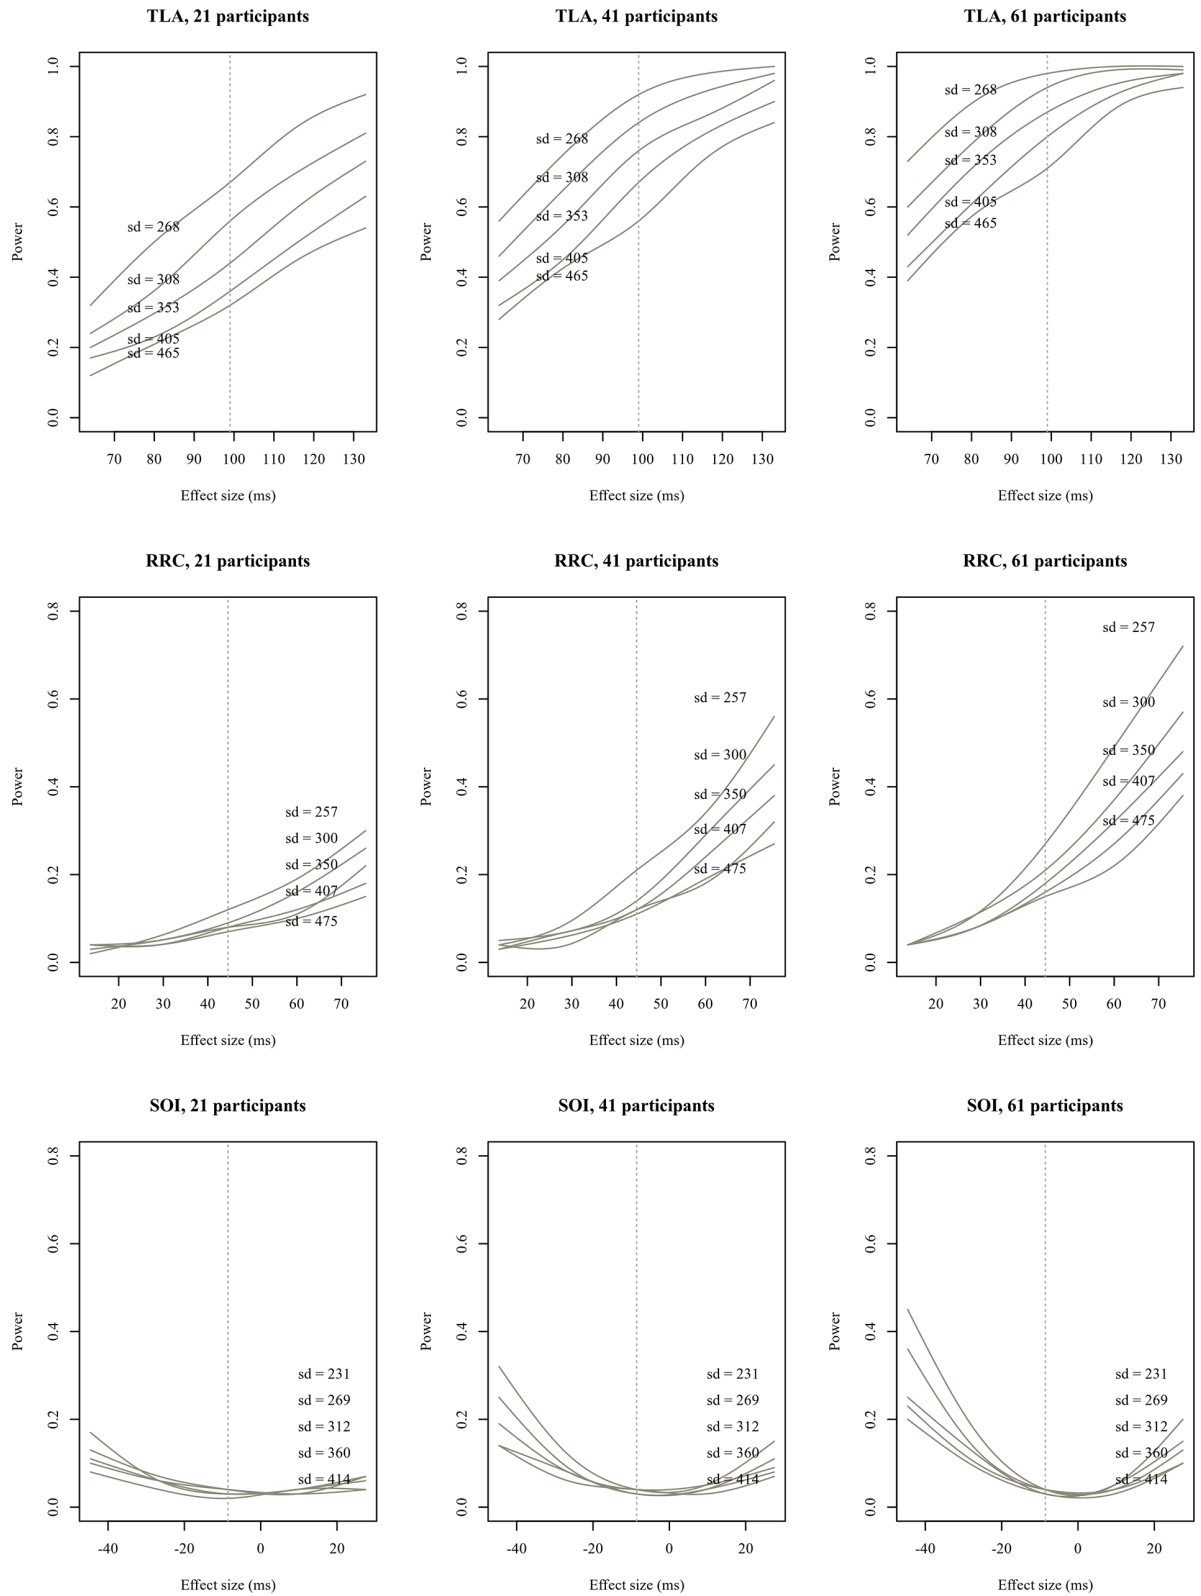 TLA, 21 participants
1.0
0.8
0.6
0.4
0.2
0.0
Power
sd = 268
sd = 308
sd = 353
sd = 405
sd = 465
70 80 90 100 110 120 130
Effect size (ms)
TLA, 41 participants
1.0
0.8
0.6
0.4
0.2
0.0
Power
sd = 268
sd = 308
sd = 353
sd = 405
sd = 465
70 80 90 100 110 120 130
Effect size (ms)
TLA, 61 participants
1.0
0.8
0.6
0.4
0.2
0.0
Power
sd = 268
sd = 308
sd = 353
sd = 405
sd = 465
70 80 90 100 110 120 130
Effect size (ms)
RRC, 21 participants
0.8
0.6
0.4
0.2
0.0
Power
sd = 257
sd = 300
sd = 350
sd = 407
sd = 475
20 30 40 50 60 70
Effect size (ms)
RRC, 41 participants
0.8
0.6
0.4
0.2
0.0
Power
sd = 257
sd = 300
sd = 350
sd = 407
sd = 475
20 30 40 50 60 70
Effect size (ms)
RRC, 61 participants
0.8
0.6
0.4
0.2
0.0
Power
sd = 257
sd = 300
sd = 350
sd = 407
sd = 475
20 30 40 50 60 70
Effect size (ms)
SOI, 21 participants
0.8
0.6
0.4
0.2
0.0
Power
sd = 231
sd = 269
sd = 312
sd = 360
sd = 414
-40 -20 0 20
Effect size (ms)
SOI, 41 participants
0.8
0.6
0.4
0.2
0.0
Power
sd = 231
sd = 269
sd = 312
sd = 360
sd = 414
-40 -20 0 20
Effect size (ms)
SOI, 61 participants
0.8
0.6
0.4
0.2
0.0
Power
sd = 231
sd = 269
sd = 312
sd = 360
sd = 414
-40 -20 0 20
Effect size (ms)